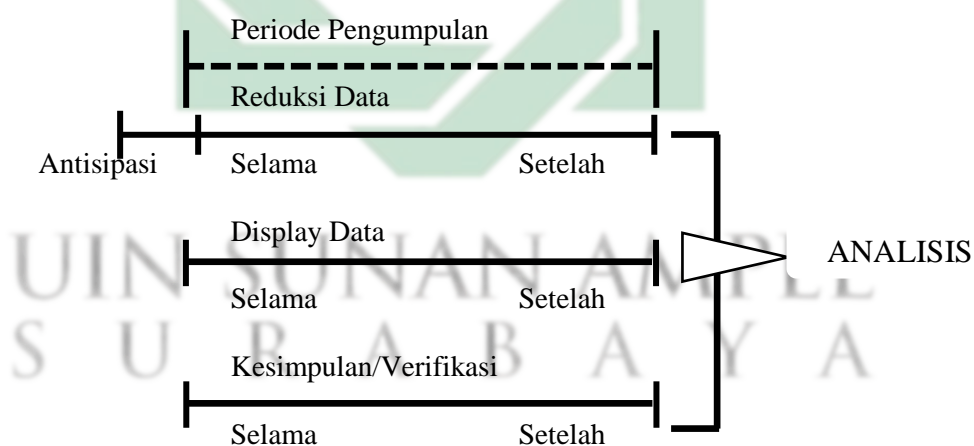 Periode Pengumpulan
Reduksi Data
Antisipasi Selama Setelah
Display Data
ANALISIS
UIN SUNAN AMPEL
Selama Setelah
S U R A B A Y A
Kesimpulan/Verifikasi
Selama Setelah